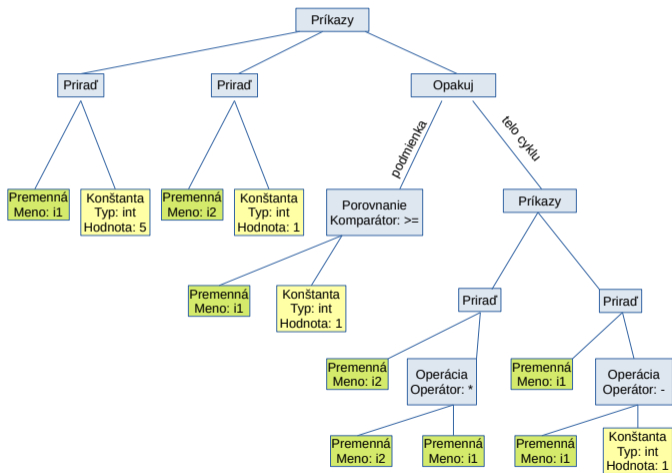 Príkazy
Priraď
Priraď
Opakuj
podmienka
telo cyklu
Premenná
Meno: i1
Konštanta
Typ: int
Hodnota: 5
Premenná
Meno: i2
Konštanta
Typ: int
Hodnota: 1
Porovnanie
Komparátor: >=
Príkazy
Premenná
Meno: i1
Konštanta
Typ: int
Hodnota: 1
Priraď
Priraď
Premenná
Meno: i2
Operácia
Operátor: *
Premenná
Meno: i1
Operácia
Operátor: -
Premenná
Meno: i2
Premenná
Meno: i1
Premenná
Meno: i1
Konštanta
Typ: int
Hodnota: 1